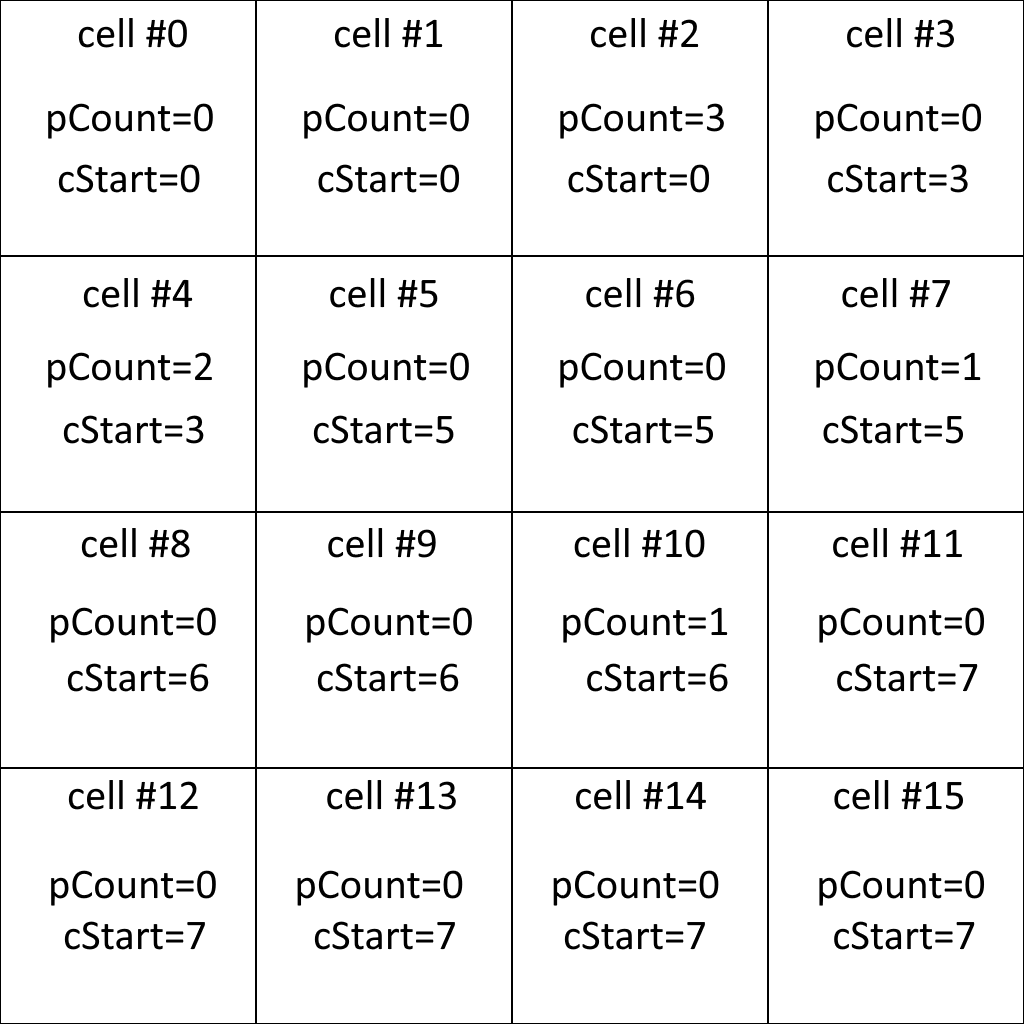 cell #0
pCount=0
cStart=0
cell #1
pCount=0
cStart=0
cell #2
pCount=3
cStart=0
cell #3
pCount=0
cStart=3
cell #4
pCount=2
cStart=3
cell #5
pCount=0
cStart=5
cell #6
pCount=0
cStart=5
cell #7
pCount=1
cStart=5
cell #8
pCount=0
cStart=6
cell #9
pCount=0
cStart=6
cell #10
pCount=1
cStart=6
cell #11
pCount=0
cStart=7
cell #12
pCount=0
cStart=7
cell #13
pCount=0
cStart=7
cell #14
pCount=0
cStart=7
cell #15
pCount=0
cStart=7